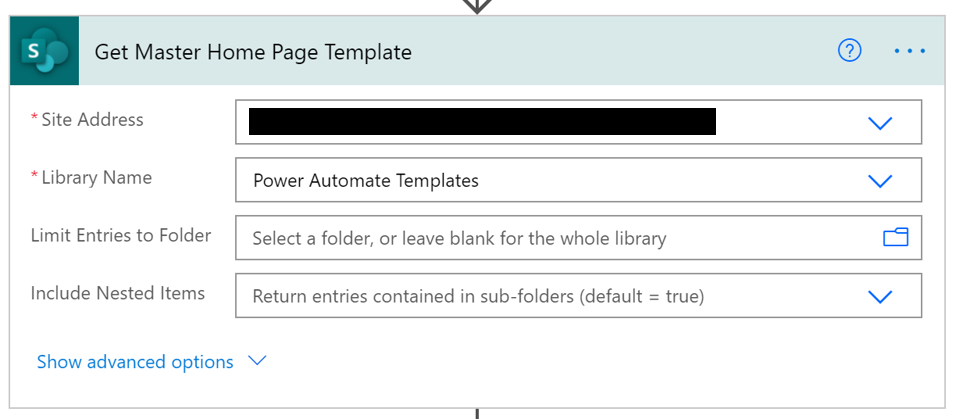 S
Get Master Home Page Template
?
* Site Address
* Library Name
Power Automate Templates
Limit Entries to Folder
Select a folder, or leave blank for the whole library
Include Nested Items
Return entries contained in sub-folders (default = true)
Show advanced options